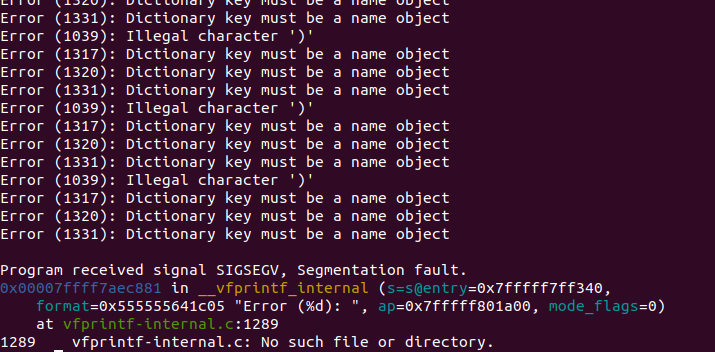 Error (1320): Dictionary key must be a name object
Error (1331): Dictionary key must be a name object
Error (1039): Illegal character ')'
Error (1317): Dictionary key must be a name object
Error (1320): Dictionary key must be a name object
Error (1331): Dictionary key must be a name object
Error (1039): Illegal character ')'
Error (1317): Dictionary key must be a name object
Error (1320): Dictionary key must be a name object
Error (1331): Dictionary key must be a name object
Error (1039): Illegal character ')'
Error (1317): Dictionary key must be a name object
Error (1320): Dictionary key must be a name object
Error (1331): Dictionary key must be a name object
Program received signal SIGSEGV, Segmentation fault.
0x00007ffff7aec881 in __vfprintf_internal (s=s@entry=0x7fffff7ff340,
format=0x555555641c05 "Error (%d): ", ap=0x7fffff801a00, mode_flags=0)
at vfprintf-internal.c:1289
1289 vfprintf-internal.c: No such file or directory.